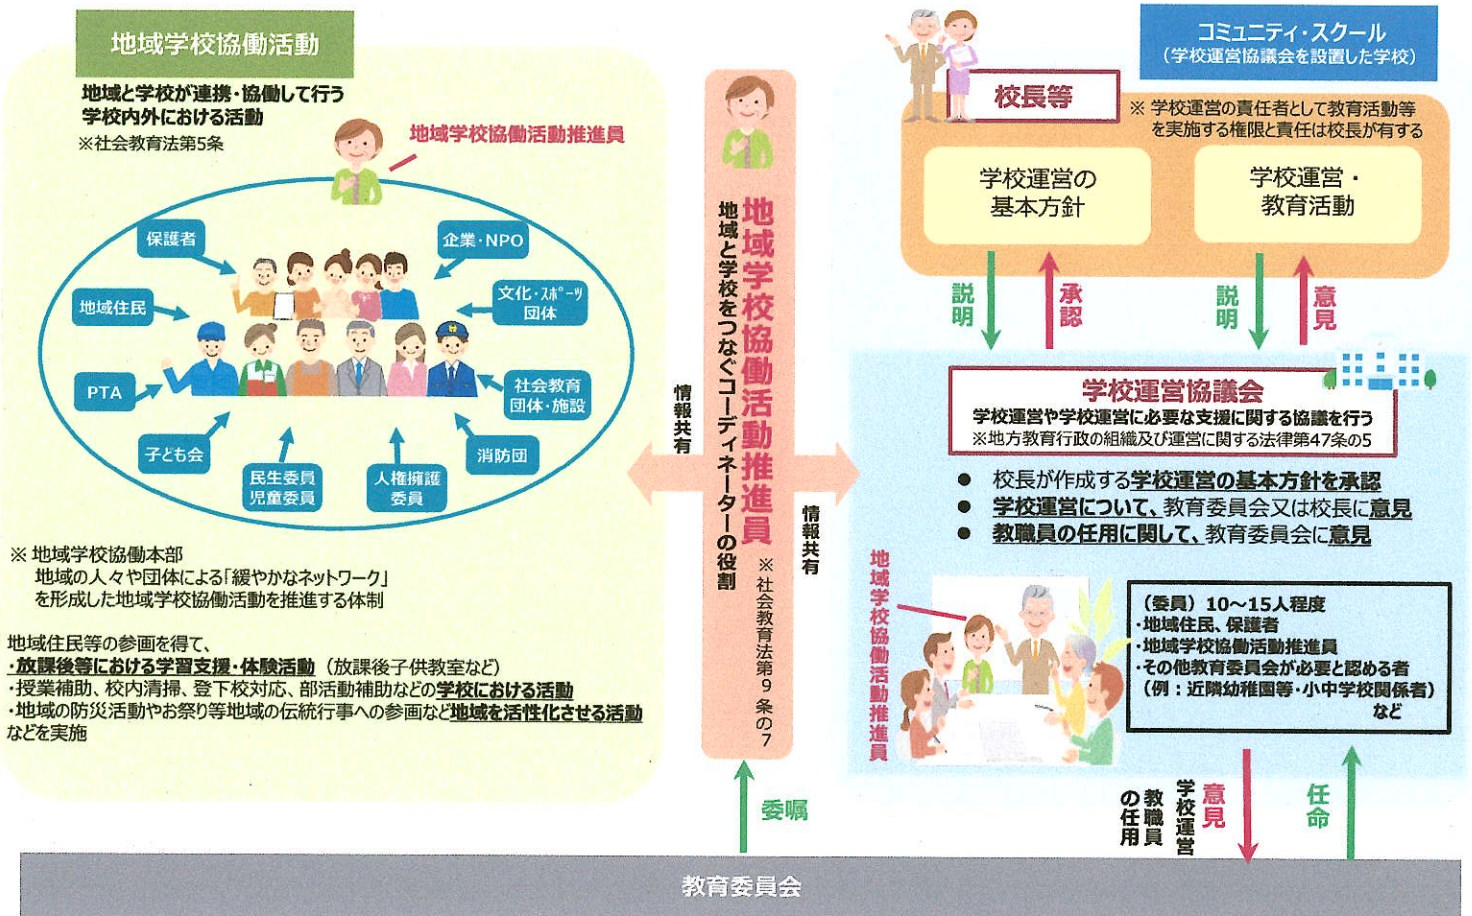 地域学校協働活動
地域と学校が連携・協働して行う
学校内外における活動
※社会教育法第5条
地域学校協働活動推進員
保護者
企業・NPO
地域住民
文化・スポーツ
団体
PTA
社会教育
団体・施設
子ども会
民生委員
児童委員
人権擁護
委員
消防団
※ 地域学校協働本部
地域の人々や団体による「緩やかなネットワーク」
を形成した地域学校協働活動を推進する体制
地域住民等の参画を得て、
・放課後等における学習支援・体験活動（放課後子供教室など）
・授業補助、校内清掃、登下校対応、部活動補助などの学校における活動
・地域の防災活動やお祭り等地域の伝統行事への参画など地域を活性化させる活動
などを実施
地域学校協働活動推進員
地域と学校をつなぐコーディネーターの役割
※社会教育法第9条の7
情報共有
情報共有
委嘱
コミュニティ・スクール
（学校運営協議会を設置した学校）
校長等
※ 学校運営の責任者として教育活動等
を実施する権限と責任は校長が有する
学校運営の
基本方針
学校運営・
教育活動
説明
承認
説明
意見
学校運営協議会
学校運営や学校運営に必要な支援に関する協議を行う
※地方教育行政の組織及び運営に関する法律第47条の5
● 校長が作成する学校運営の基本方針を承認
● 学校運営について、教育委員会又は校長に意見
● 教職員の任用に関して、教育委員会に意見
地域学校協働活動推進員
（委員）10～15人程度
・地域住民、保護者
・地域学校協働活動推進員
・その他教育委員会が必要と認める者
（例：近隣幼稚園等・小中学校関係者）
など
学校運営
教職員
の任用
意見
任命
教育委員会